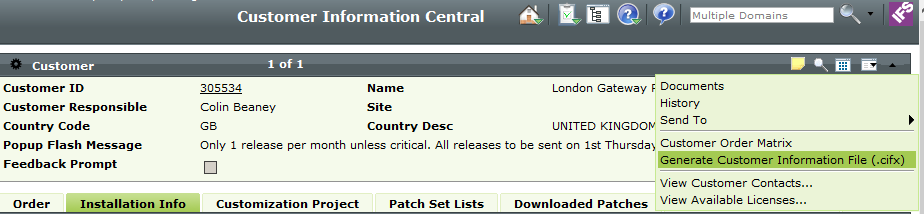 Customer Information Central
Multiple Domains
IFS
Customer
1 of 1
Customer ID 305534 Name London Gateway
Customer Responsible Colin Beaney Site
Country Code GB Country Desc UNITED KINGDOM
Popup Flash Message Only 1 release per month unless critical. All releases to be sent on 1st Thursday
Feedback Prompt
Documents
History
Send To
Customer Order Matrix
Generate Customer Information File (.cifx)
View Customer Contacts...
View Available Licenses...
Order Installation Info Customization Project Patch Set Lists Downloaded Patches